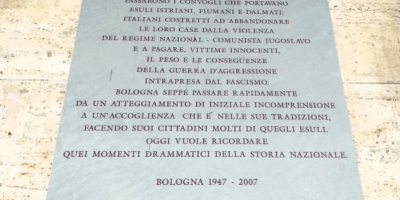 PASSARONO I CONVOGLI CHE PORTAVANO
ESULI ISTRIANI, FIUMANI E DALMATI:
ITALIANI COSTRETTI AD ABBANDONARE
LE LORO CASE DALLA VIOLENZA
DEL REGIME NAZIONAL - COMUNISTA JUGOSLAVO
E A PAGARE, VITTIME INNOCENTI,
IL PESO E LE CONSEGUENZE
DELLA GUERRA D'AGGRESSIONE
INTRAPRESA DAL FASCISMO.
BOLOGNA SEPPE PASSARE RAPIDAMENTE
DA UN ATTEGGIAMENTO DI INIZIALE INCOMPRENSIONE
A UN'ACCOGLIENZA CHE È NELLE SUE TRADIZIONI,
FACENDO SUOI CITTADINI MOLTI DI QUEGLI ESULI.
OGGI VUOLE RICORDARE
QUEI MOMENTI DRAMMATICI DELLA STORIA NAZIONALE.
BOLOGNA 1947 - 2007